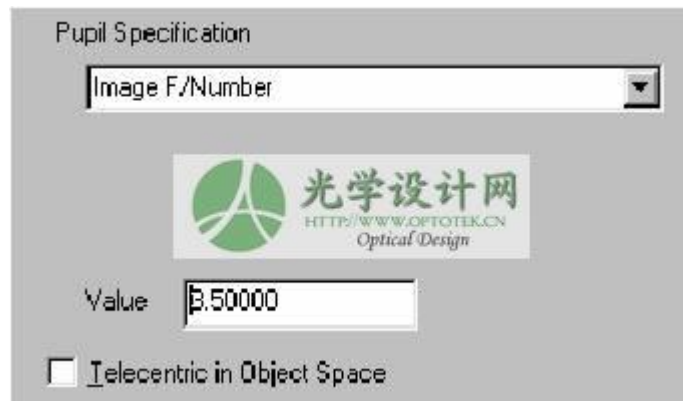 Pupil Specification
Image F/Number
光学设计网
HTTP://WWW.OPTOTEK.CN
Optical Design
Value 3.50000
Telecentric in Object Space